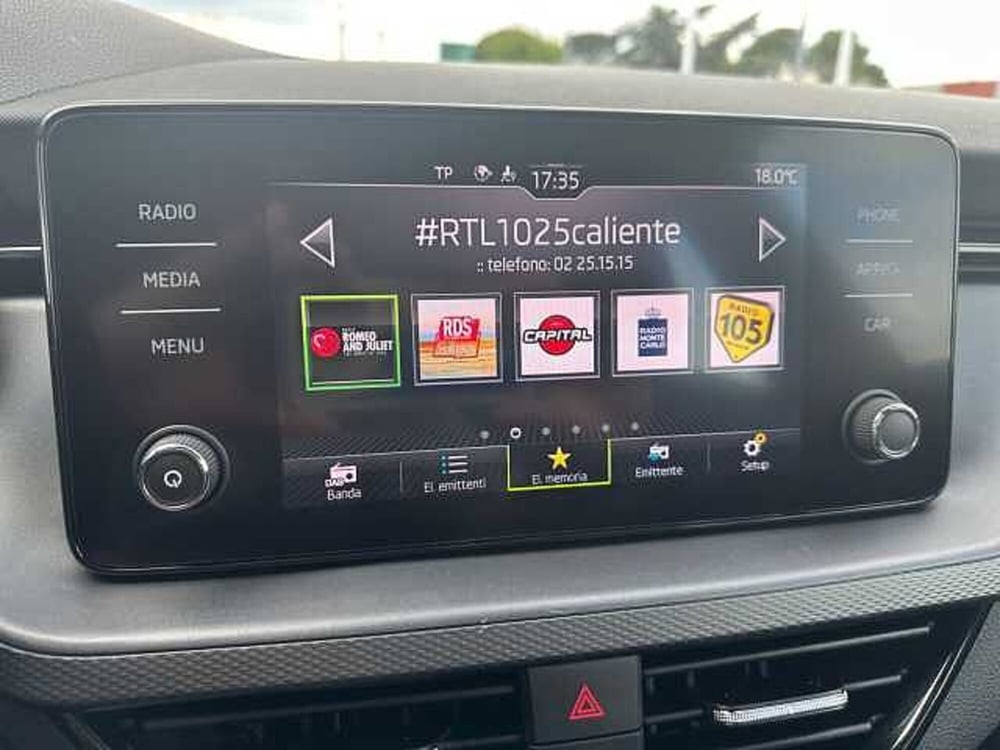 TP 17:35 18.0°C
RADIO
MEDIA
MENU
PHONE
CAR
#RTL1025caliente
:: telefono: 02 25.15.15
ROMEO
AND JULIET
RDS
CAPITAL
RADIO
MONTE
CARLO
RADIO
105
DAB
Banda
El. emittenti
El. memoria
Emittente
Setup